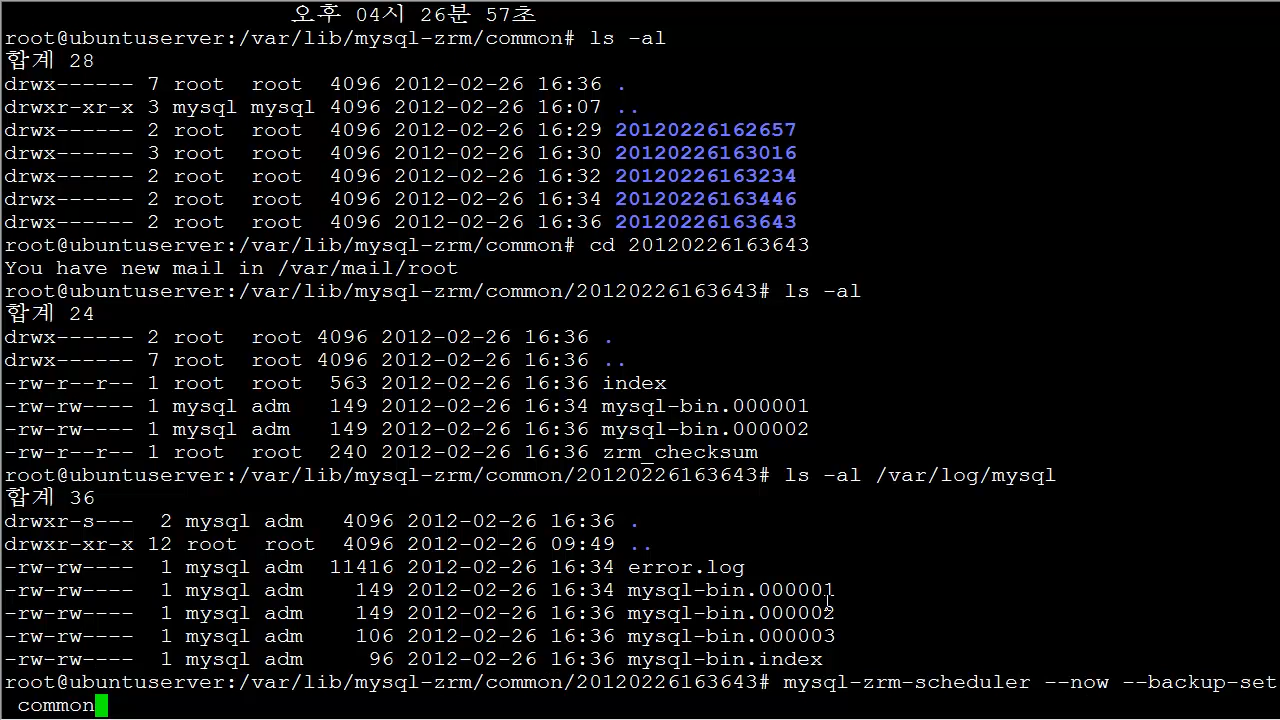 오후 04시 26분 57초
root@ubuntuserver:/var/lib/mysql-zrm/common# ls -al
합계 28
drwx------ 7 root  root  4096 2012-02-26 16:36 .
drwxr-xr-x 3 mysql mysql 4096 2012-02-26 16:07 ..
drwx------ 2 root  root  4096 2012-02-26 16:29 20120226162657
drwx------ 3 root  root  4096 2012-02-26 16:30 20120226163016
drwx------ 2 root  root  4096 2012-02-26 16:32 20120226163234
drwx------ 2 root  root  4096 2012-02-26 16:34 20120226163446
drwx------ 2 root  root  4096 2012-02-26 16:36 20120226163643
root@ubuntuserver:/var/lib/mysql-zrm/common# cd 20120226163643
You have new mail in /var/mail/root
root@ubuntuserver:/var/lib/mysql-zrm/common/20120226163643# ls -al
합계 24
drwx------ 2 root  root 4096 2012-02-26 16:36 .
drwx------ 7 root  root 4096 2012-02-26 16:36 ..
-rw-r--r-- 1 root  root  563 2012-02-26 16:36 index
-rw-rw---- 1 mysql adm   149 2012-02-26 16:34 mysql-bin.000001
-rw-rw---- 1 mysql adm   149 2012-02-26 16:36 mysql-bin.000002
-rw-r--r-- 1 root  root  240 2012-02-26 16:36 zrm_checksum
root@ubuntuserver:/var/lib/mysql-zrm/common/20120226163643# ls -al /var/log/mysql
합계 36
drwxr-s---  2 mysql adm   4096 2012-02-26 16:36 .
drwxr-xr-x 12 root  root  4096 2012-02-26 09:49 ..
-rw-rw----  1 mysql adm  11416 2012-02-26 16:34 error.log
-rw-rw----  1 mysql adm    149 2012-02-26 16:34 mysql-bin.000001
-rw-rw----  1 mysql adm    149 2012-02-26 16:36 mysql-bin.000002
-rw-rw----  1 mysql adm    106 2012-02-26 16:36 mysql-bin.000003
-rw-rw----  1 mysql adm     96 2012-02-26 16:36 mysql-bin.index
root@ubuntuserver:/var/lib/mysql-zrm/common/20120226163643# mysql-zrm-scheduler --now --backup-set
common